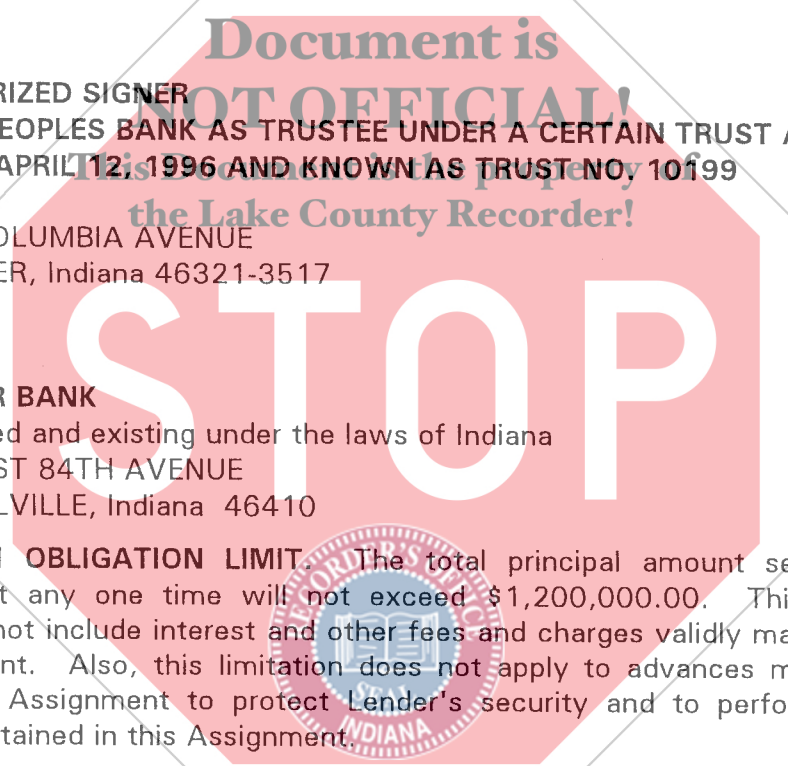 Document is
RIZED SIGNER
NOT OFFICIAL!
EOPLES BANK AS TRUSTEE UNDER A CERTAIN TRUST
APRIL 12, 1996 AND KNOWN AS TRUST NO. 10199
This Document is the property of
the Lake County Recorder!
OLUMBIA AVENUE
ER, Indiana 46321-3517
STOP
R BANK
ed and existing under the laws of Indiana
ST 84TH AVENUE
LVILLE, Indiana 46410
OBLIGATION LIMIT. The total principal amount se
t any one time will not exceed $1,200,000.00. Thi
not include interest and other fees and charges validly ma
nt. Also, this limitation does not apply to advances m
Assignment to protect Lender's security and to perfo
tained in this Assignment.
RECORDER'S OFFICE
SEAL
INDIANA